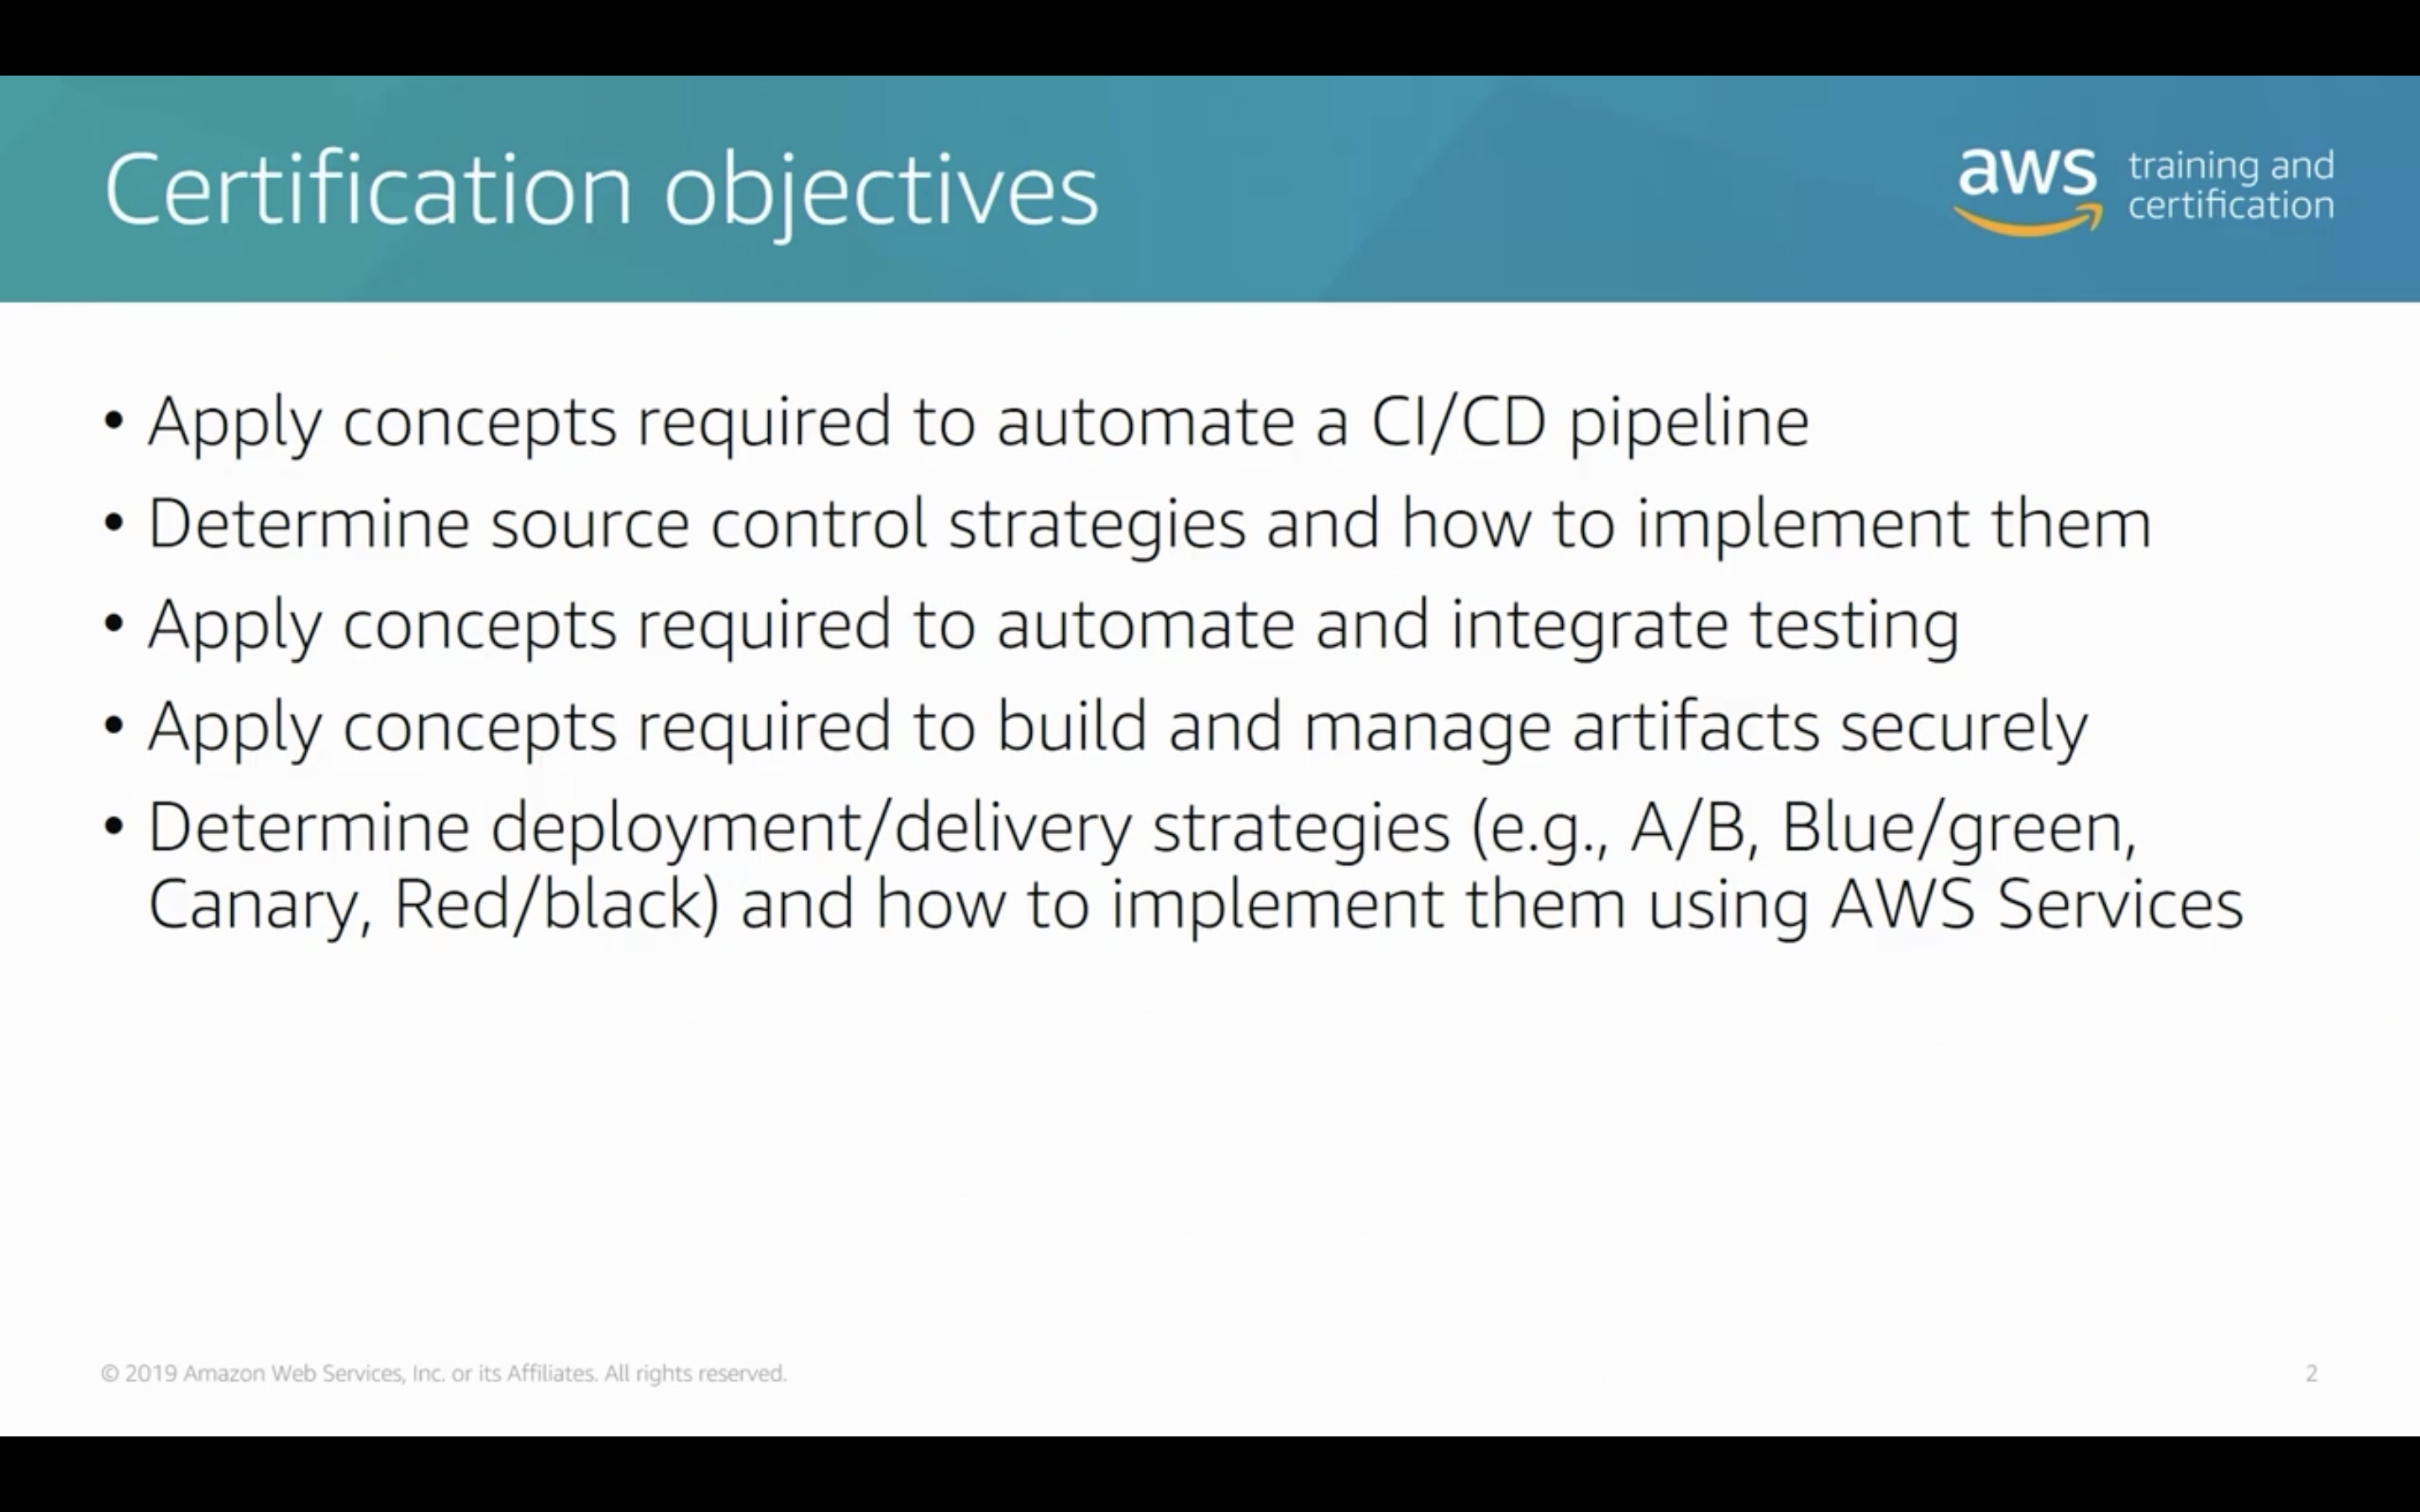 Certification objectives
aws training and
certification
• Apply concepts required to automate a CI/CD pipeline
• Determine source control strategies and how to implement them
• Apply concepts required to automate and integrate testing
• Apply concepts required to build and manage artifacts securely
• Determine deployment/delivery strategies (e.g., A/B, Blue/green,
Canary, Red/black) and how to implement them using AWS Services
© 2019 Amazon Web Services, Inc. or its Affiliates. All rights reserved.
2